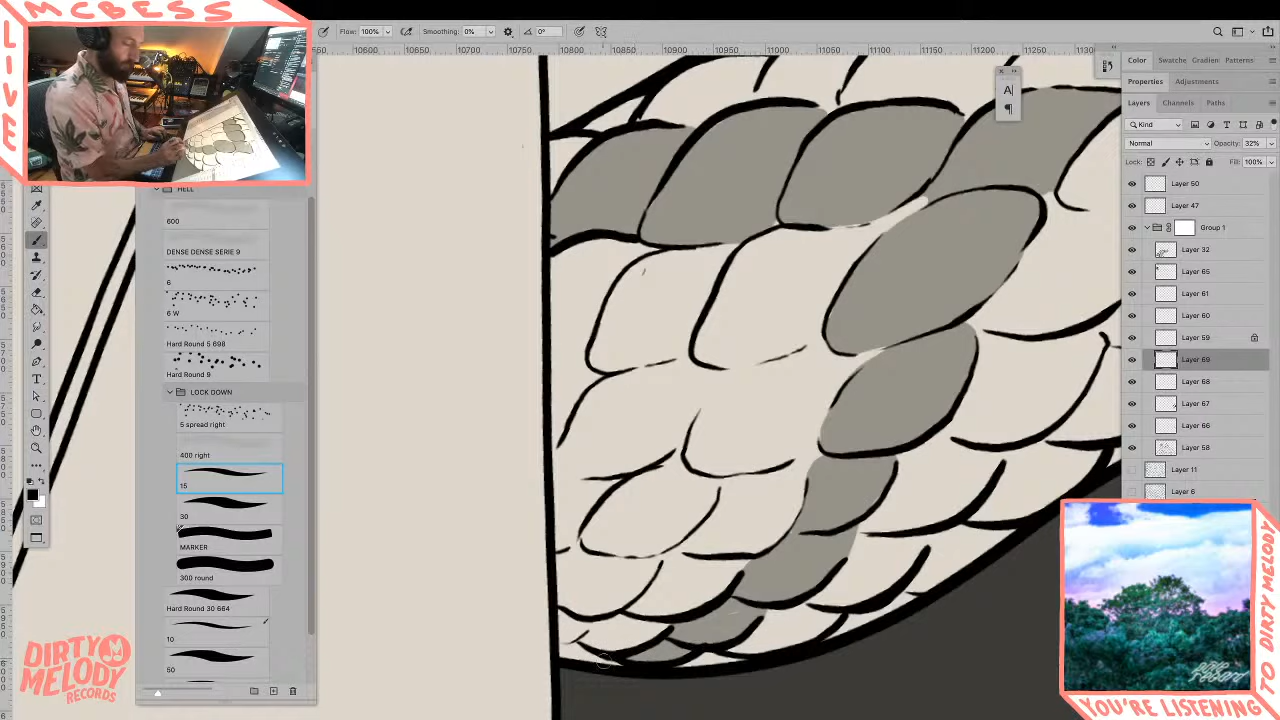 MCBESS
LIVE
Flow: 100%
Smoothing: 0%
0°
10600
10650
10700
10750
10800
10850
10900
10950
11000
11050
11100
11150
11200
11250
Color
Swatche
Gradien
Patterns
Properties
Adjustments
Layers
Channels
Paths
Kind
Normal
Opacity: 32%
Lock:
Fill: 100%
Layer 50
Layer 47
Group 1
Layer 32
Layer 65
Layer 61
Layer 60
Layer 59
Layer 69
Layer 68
Layer 67
Layer 66
Layer 58
Layer 11
Layer 6
HELL
600
DENSE DENSE SERIE 9
6
6 W
Hard Round 5 698
Hard Round 9
LOCK DOWN
5 spread right
400 right
15
30
MARKER
300 round
Hard Round 30 664
10
50
DIRTY
MELODY
RECORDS
YOU'RE LISTENING
TO DIRTY MELODY